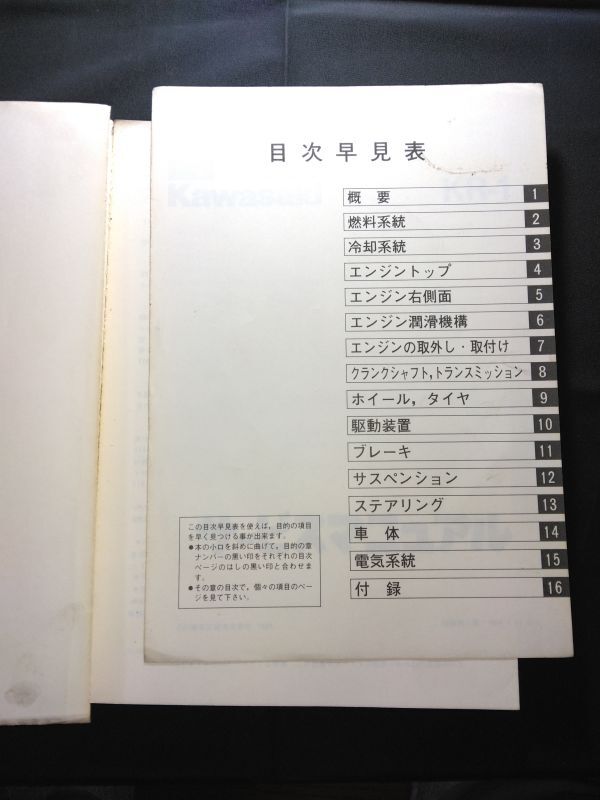 目次早見表
概要 1
燃料系統 2
冷却系統 3
エンジントップ 4
エンジン右側面 5
エンジン潤滑機構 6
エンジンの取外し・取付け 7
クランクシャフト,トランスミッション 8
ホイール,タイヤ 9
駆動装置 10
ブレーキ 11
サスペンション 12
ステアリング 13
車体 14
電気系統 15
付録 16
この目次早見表を使えば,目的の項目
を早く見つける事が出来ます。
●本の小口を斜めに曲げて,目的の章
ナンバーの黒い印をそれぞれの目次
ページのはしの黒い印と合わせま
す。
●その章の目次で,個々の項目のペー
ジを見て下さい。
Kawasaki